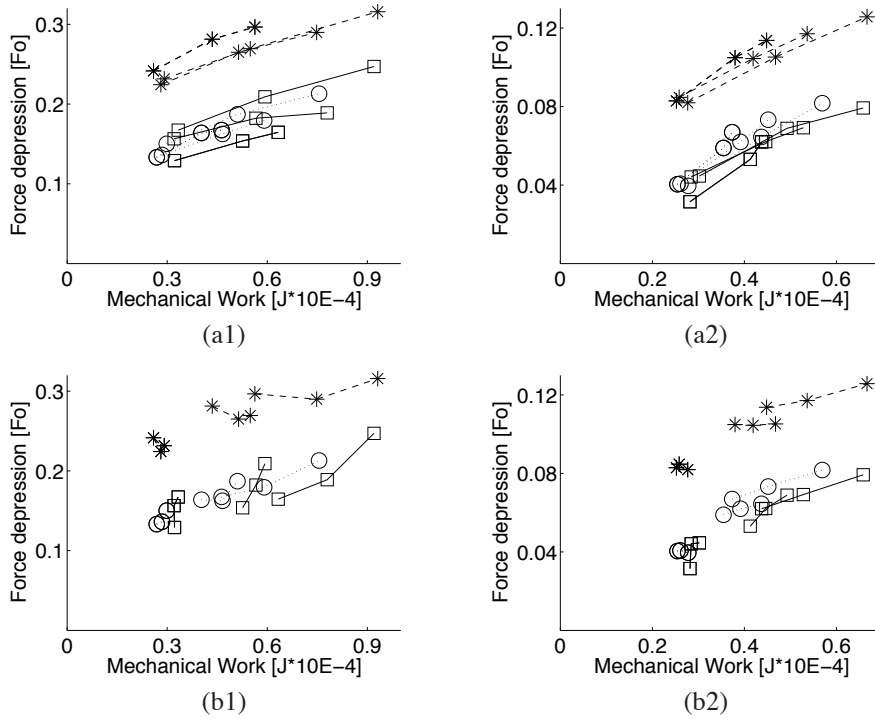 Force depression [Fo]
0.3
0.2
0.1
0
0.3
0.6
0.9
Mechanical Work [J*10E-4]
(a1)
Force depression [Fo]
0.12
0.08
0.04
0
0.2
0.4
0.6
Mechanical Work [J*10E-4]
(a2)
Force depression [Fo]
0.3
0.2
0.1
0
0.3
0.6
0.9
Mechanical Work [J*10E-4]
(b1)
Force depression [Fo]
0.12
0.08
0.04
0
0.2
0.4
0.6
Mechanical Work [J*10E-4]
(b2)